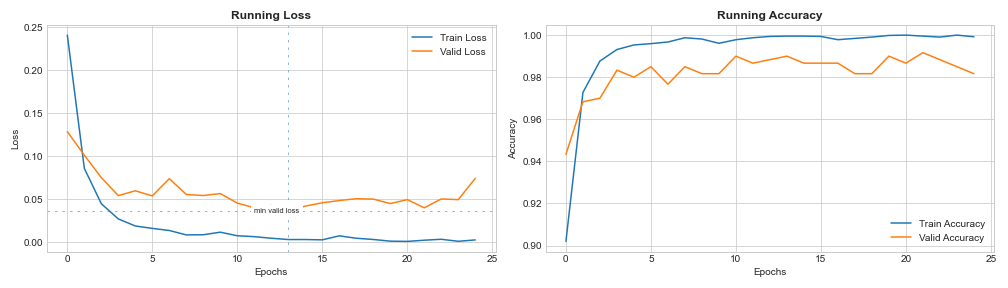 Running Loss
Loss
0.25
0.20
0.15
0.10
0.05
0.00
Train Loss
Valid Loss
min valid loss
0
5
10
15
20
25
Epochs
Running Accuracy
Accuracy
1.00
0.98
0.96
0.94
0.92
0.90
Train Accuracy
Valid Accuracy
0
5
10
15
20
25
Epochs